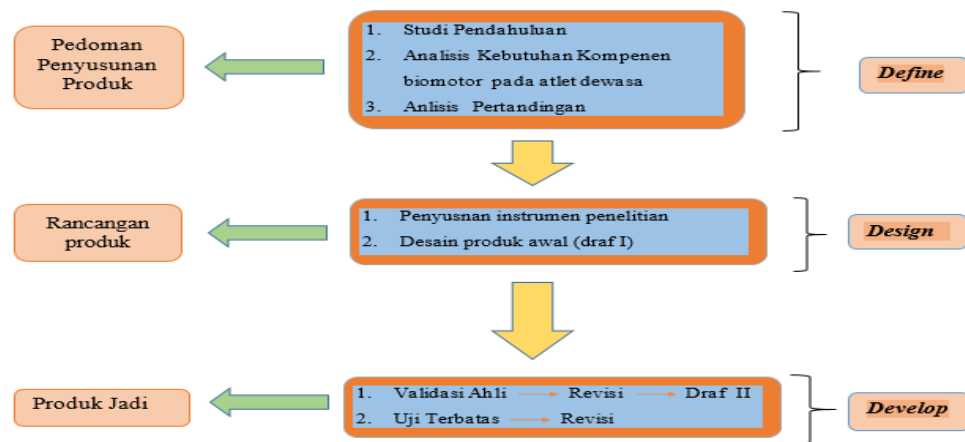 Pedoman
Penyusunan
Produk
1. Studi Pendahuluan
2. Analisis Kebutuhan Kompenen
biomotor pada atlet dewasa
3. Anlisis Pertandingan
Define
Rancangan
produk
1. Penyusnan instrumen penelitian
2. Desain produk awal (draf I)
Design
Produk Jadi
1. Validasi Ahli Revisi Draf II
2. Uji Terbatas Revisi
Develop